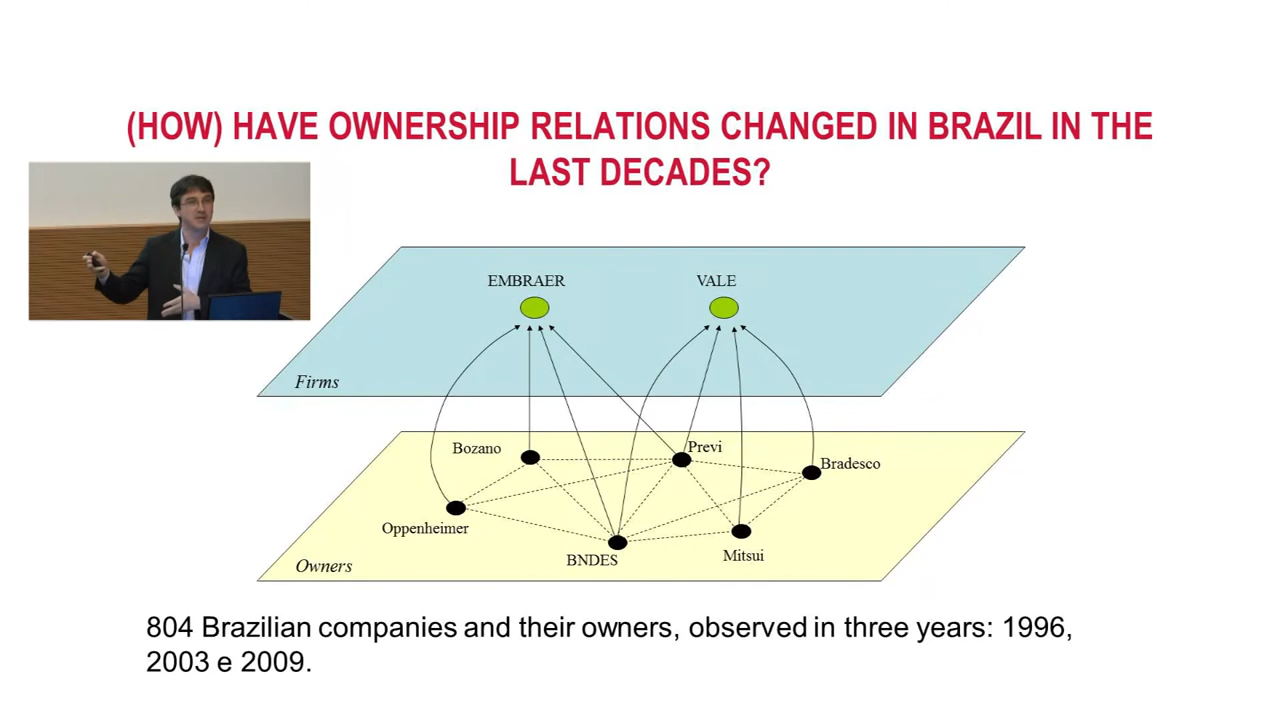 (HOW) HAVE OWNERSHIP RELATIONS CHANGED IN BRAZIL IN THE
LAST DECADES?
EMBRAER
VALE
Firms
Bozano
Previ
Bradesco
Oppenheimer
BNDES
Mitsui
Owners
804 Brazilian companies and their owners, observed in three years: 1996,
2003 e 2009.